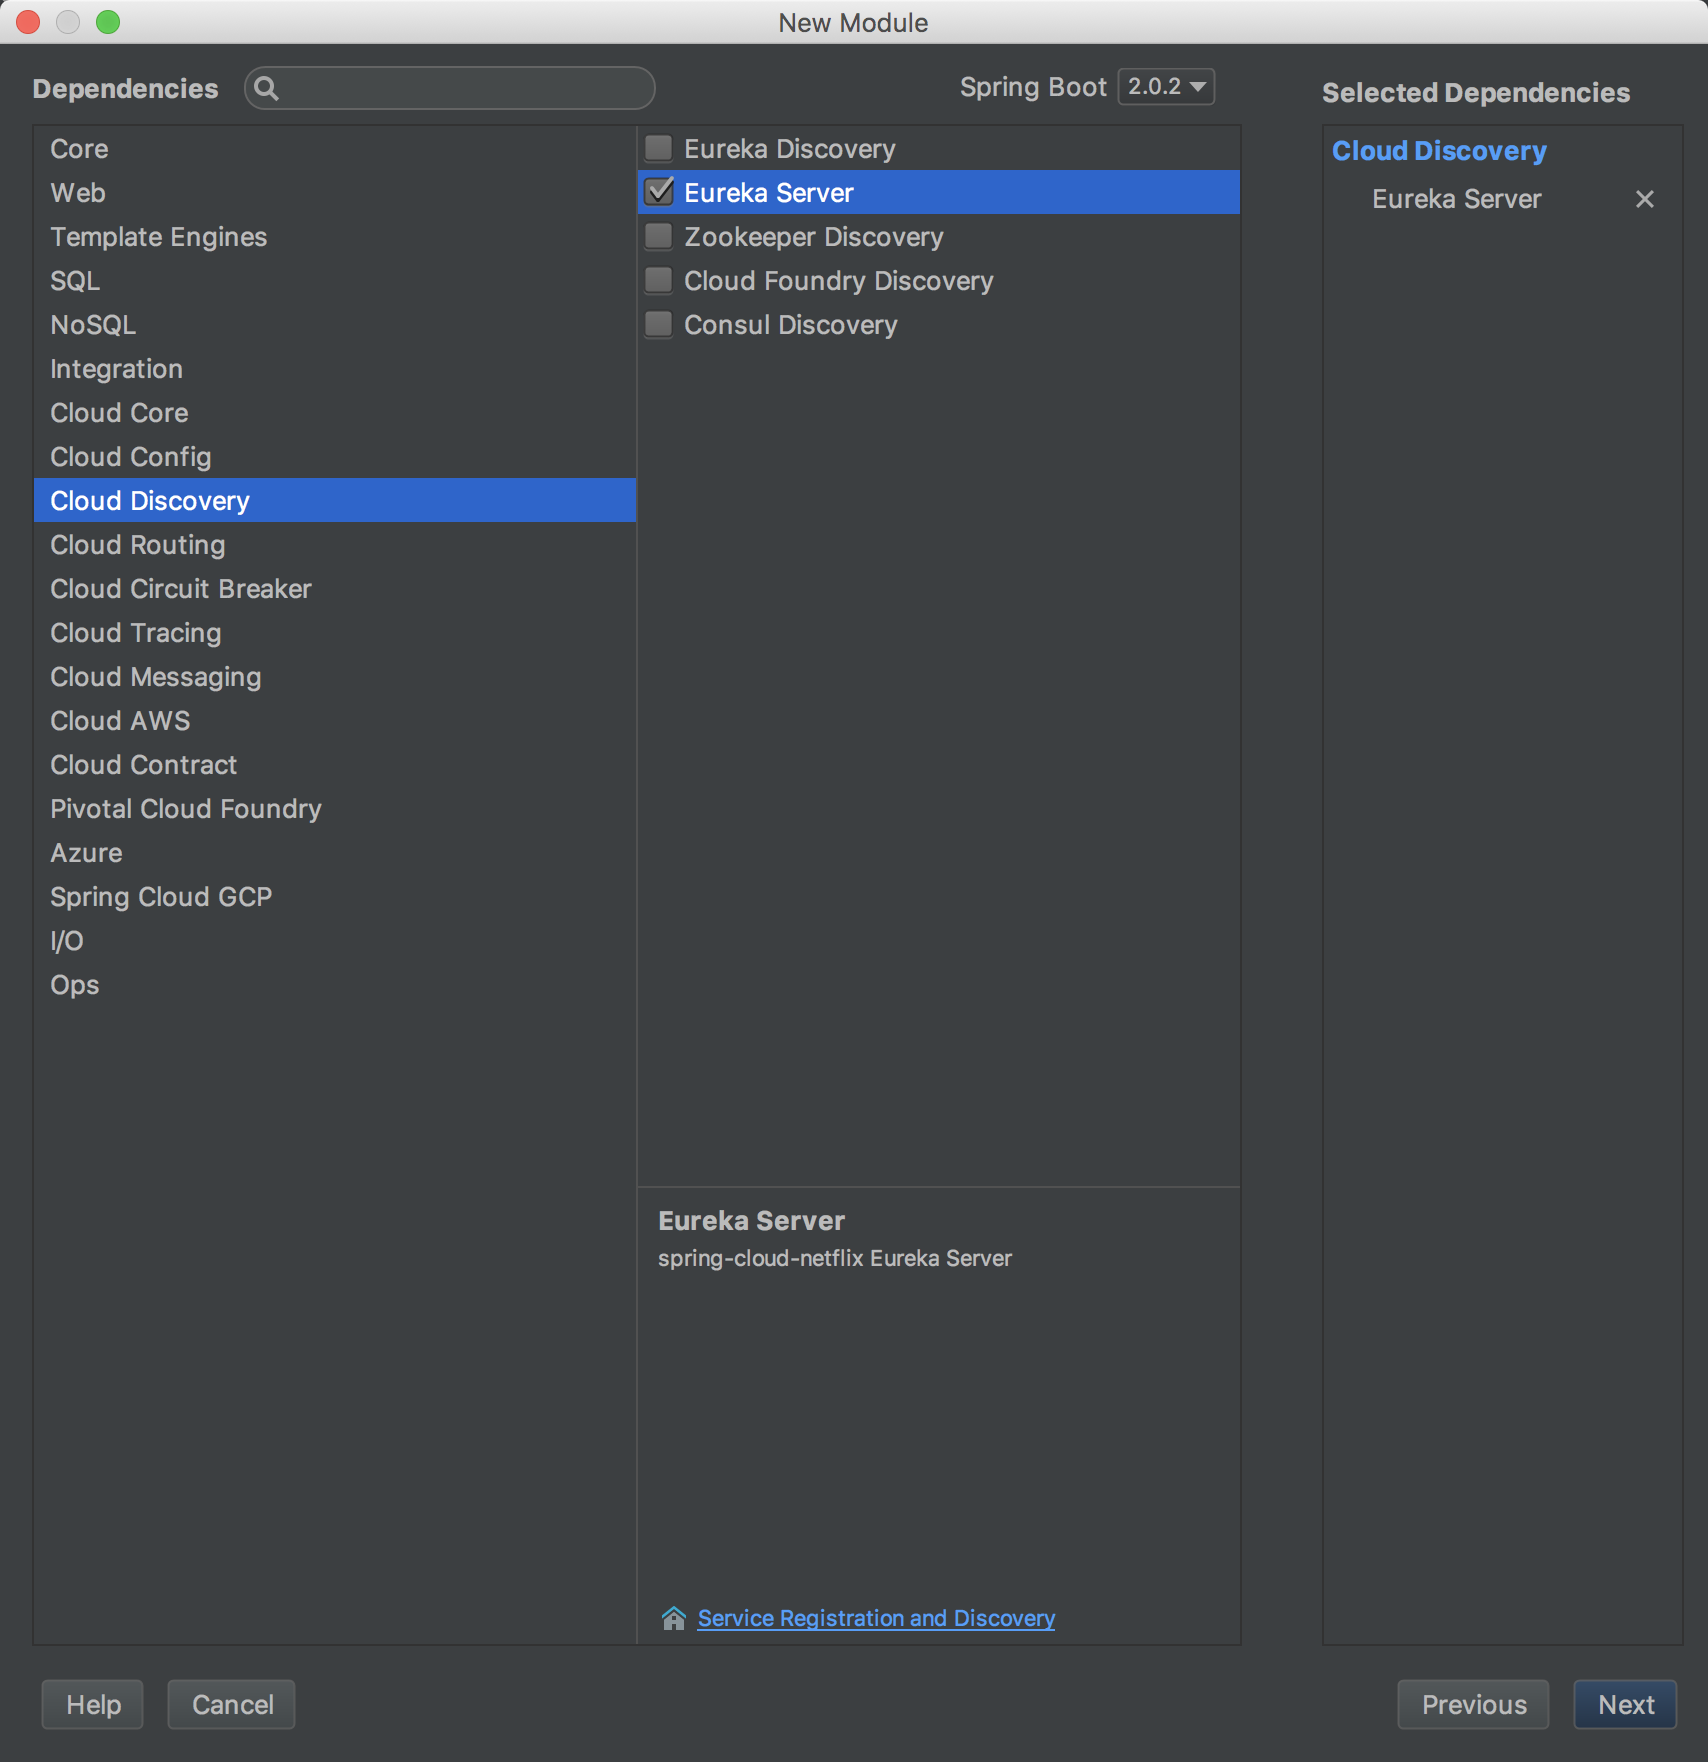 New Module
Dependencies
Spring Boot 2.0.2
Selected Dependencies
Core
Web
Template Engines
SQL
NoSQL
Integration
Cloud Core
Cloud Config
Cloud Discovery
Cloud Routing
Cloud Circuit Breaker
Cloud Tracing
Cloud Messaging
Cloud AWS
Cloud Contract
Pivotal Cloud Foundry
Azure
Spring Cloud GCP
I/O
Ops
Eureka Discovery
Eureka Server
Zookeeper Discovery
Cloud Foundry Discovery
Consul Discovery
Eureka Server
spring-cloud-netflix Eureka Server
Service Registration and Discovery
Cloud Discovery
Eureka Server
Help
Cancel
Previous
Next